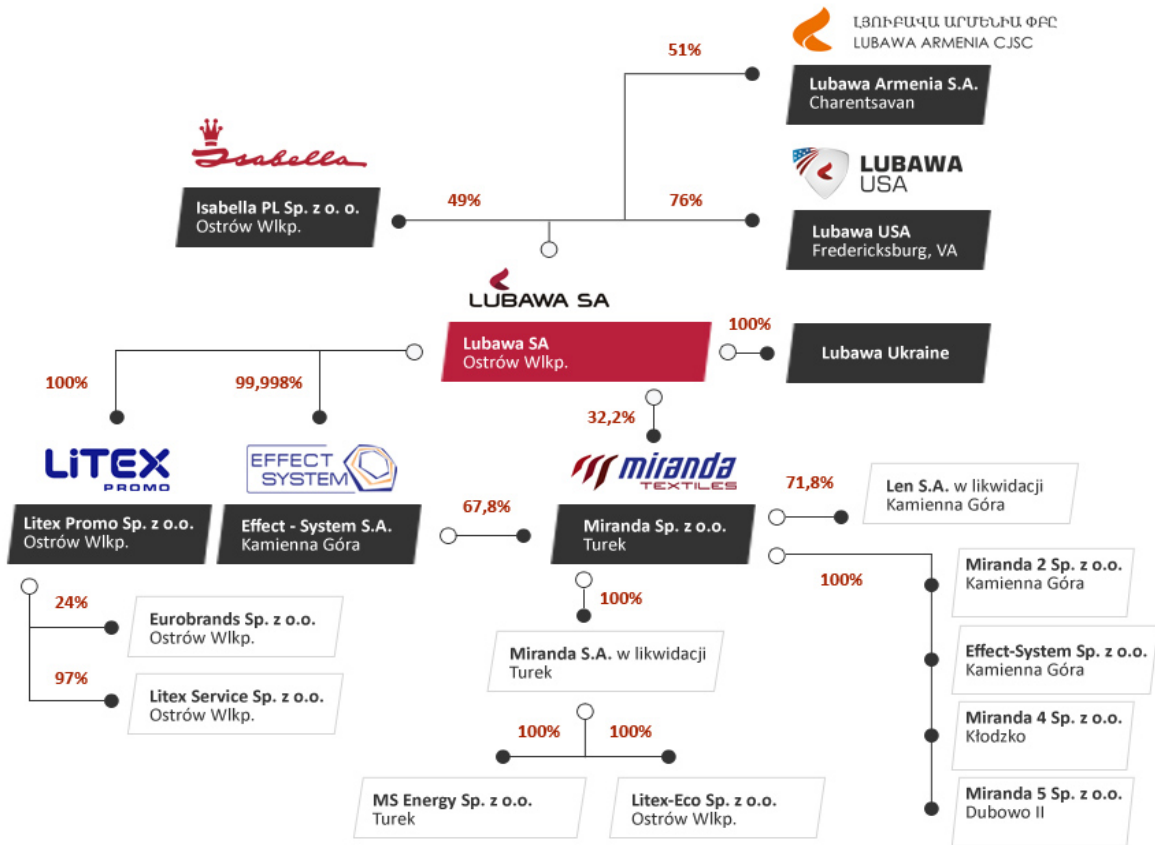 ԼՅՈՒԲԱՎԱ ԱՐՄԵՆԻԱ ՓԲԸ
LUBAWA ARMENIA CJSC
51%
Lubawa Armenia S.A.
Charentsavan
Isabella
LUBAWA
USA
Isabella PL Sp. z o. o.
Ostrów Wlkp.
49%
76%
Lubawa USA
Fredericksburg, VA
LUBAWA SA
Lubawa SA
Ostrów Wlkp.
100%
Lubawa Ukraine
100%
99,998%
32,2%
LiTEX
PROMO
EFFECT
SYSTEM
miranda
TEXTILES
Litex Promo Sp. z o.o.
Ostrów Wlkp.
Effect - System S.A.
Kamienna Góra
67,8%
Miranda Sp. z o.o.
Turek
71,8%
Len S.A. w likwidacji
Kamienna Góra
24%
Eurobrands Sp. z o.o.
Ostrów Wlkp.
97%
Litex Service Sp. z o.o.
Ostrów Wlkp.
100%
Miranda S.A. w likwidacji
Turek
100%
100%
MS Energy Sp. z o.o.
Turek
Litex-Eco Sp. z o.o.
Ostrów Wlkp.
100%
Miranda 2 Sp. z o.o.
Kamienna Góra
Effect-System Sp. z o.o.
Kamienna Góra
Miranda 4 Sp. z o.o.
Kłodzko
Miranda 5 Sp. z o.o.
Dubowo II